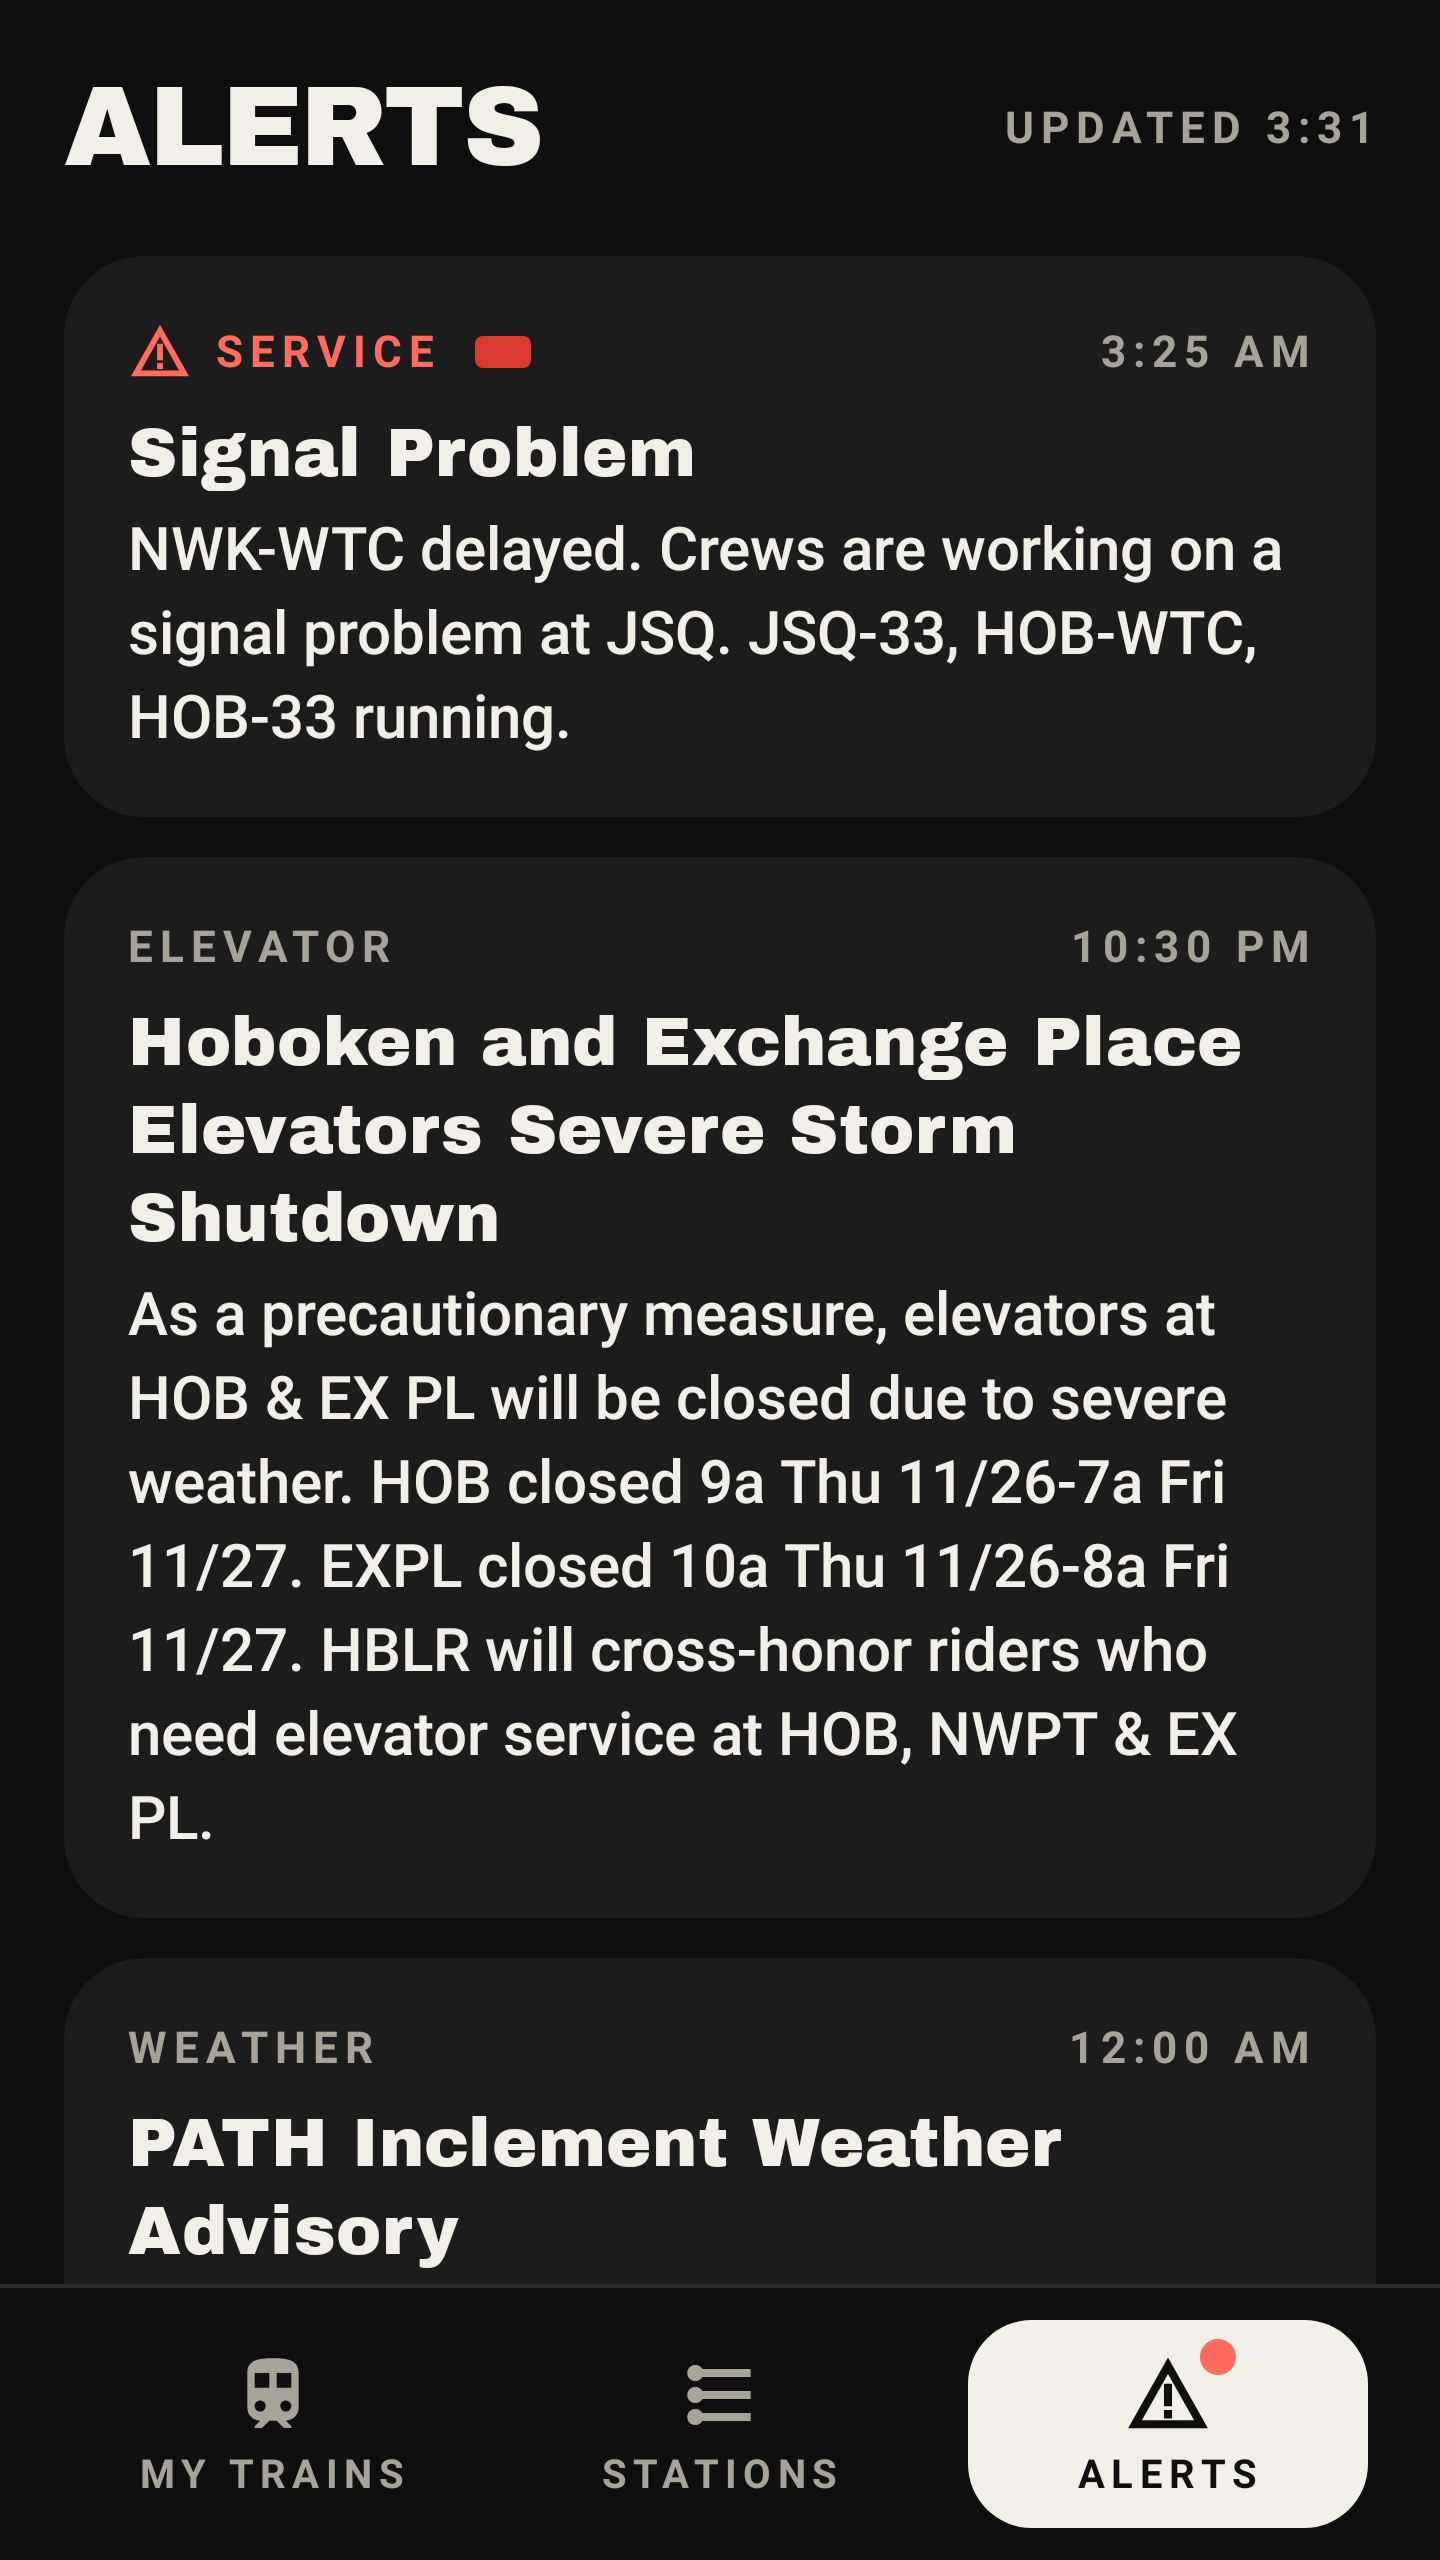 ALERTS
UPDATED 3:31
SERVICE
3:25 AM
Signal Problem
NWK-WTC delayed. Crews are working on a
signal problem at JSQ. JSQ-33, HOB-WTC,
HOB-33 running.
ELEVATOR
10:30 PM
Hoboken and Exchange Place
Elevators Severe Storm
Shutdown
As a precautionary measure, elevators at
HOB & EX PL will be closed due to severe
weather. HOB closed 9a Thu 11/26-7a Fri
11/27. EXPL closed 10a Thu 11/26-8a Fri
11/27. HBLR will cross-honor riders who
need elevator service at HOB, NWPT & EX
PL.
WEATHER
12:00 AM
PATH Inclement Weather
Advisory
MY TRAINS
STATIONS
ALERTS